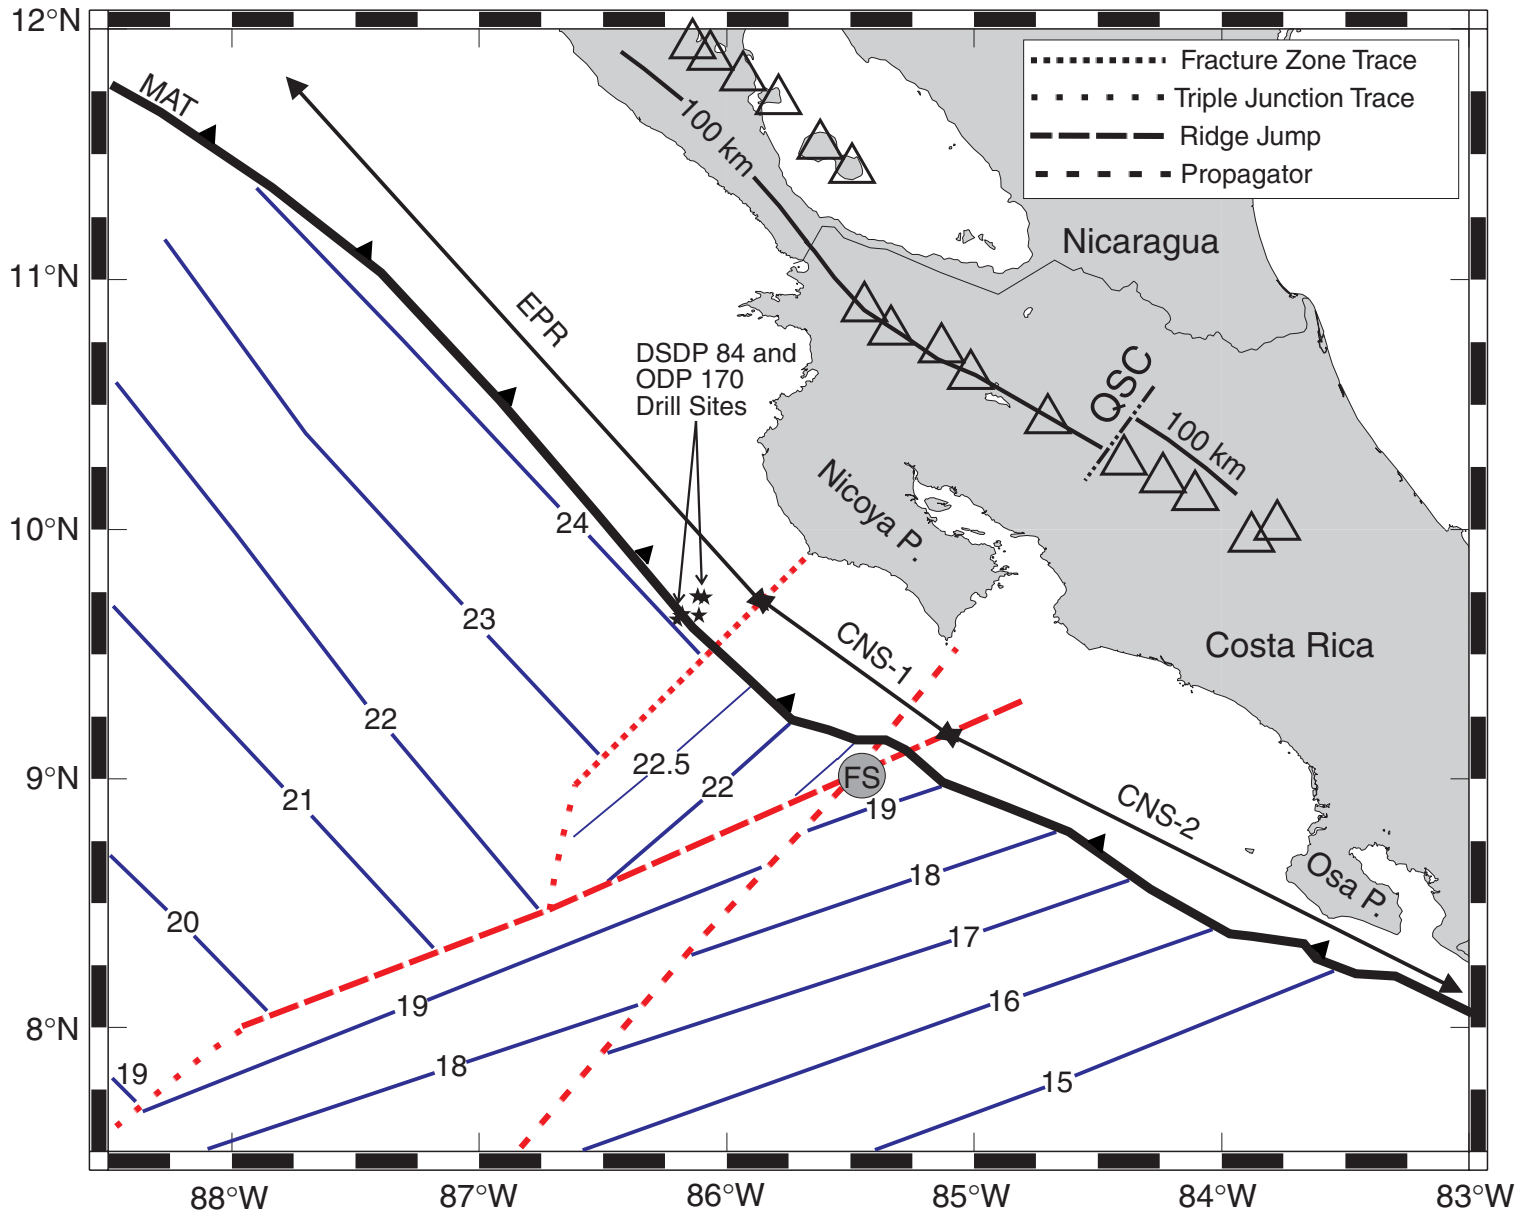 12°N
11°N
10°N
9°N
8°N
MAT
EPR
100 km
Fracture Zone Trace
Triple Junction Trace
Ridge Jump
Propagator
Nicaragua
DSDP 84 and
ODP 170
Drill Sites
QSC
100 km
Nicoya P.
Costa Rica
CNS-1
CNS-2
Osa P.
FS
24
23
22
21
20
19
22.5
22
19
18
17
16
15
19
18
88°W
87°W
86°W
85°W
84°W
83°W